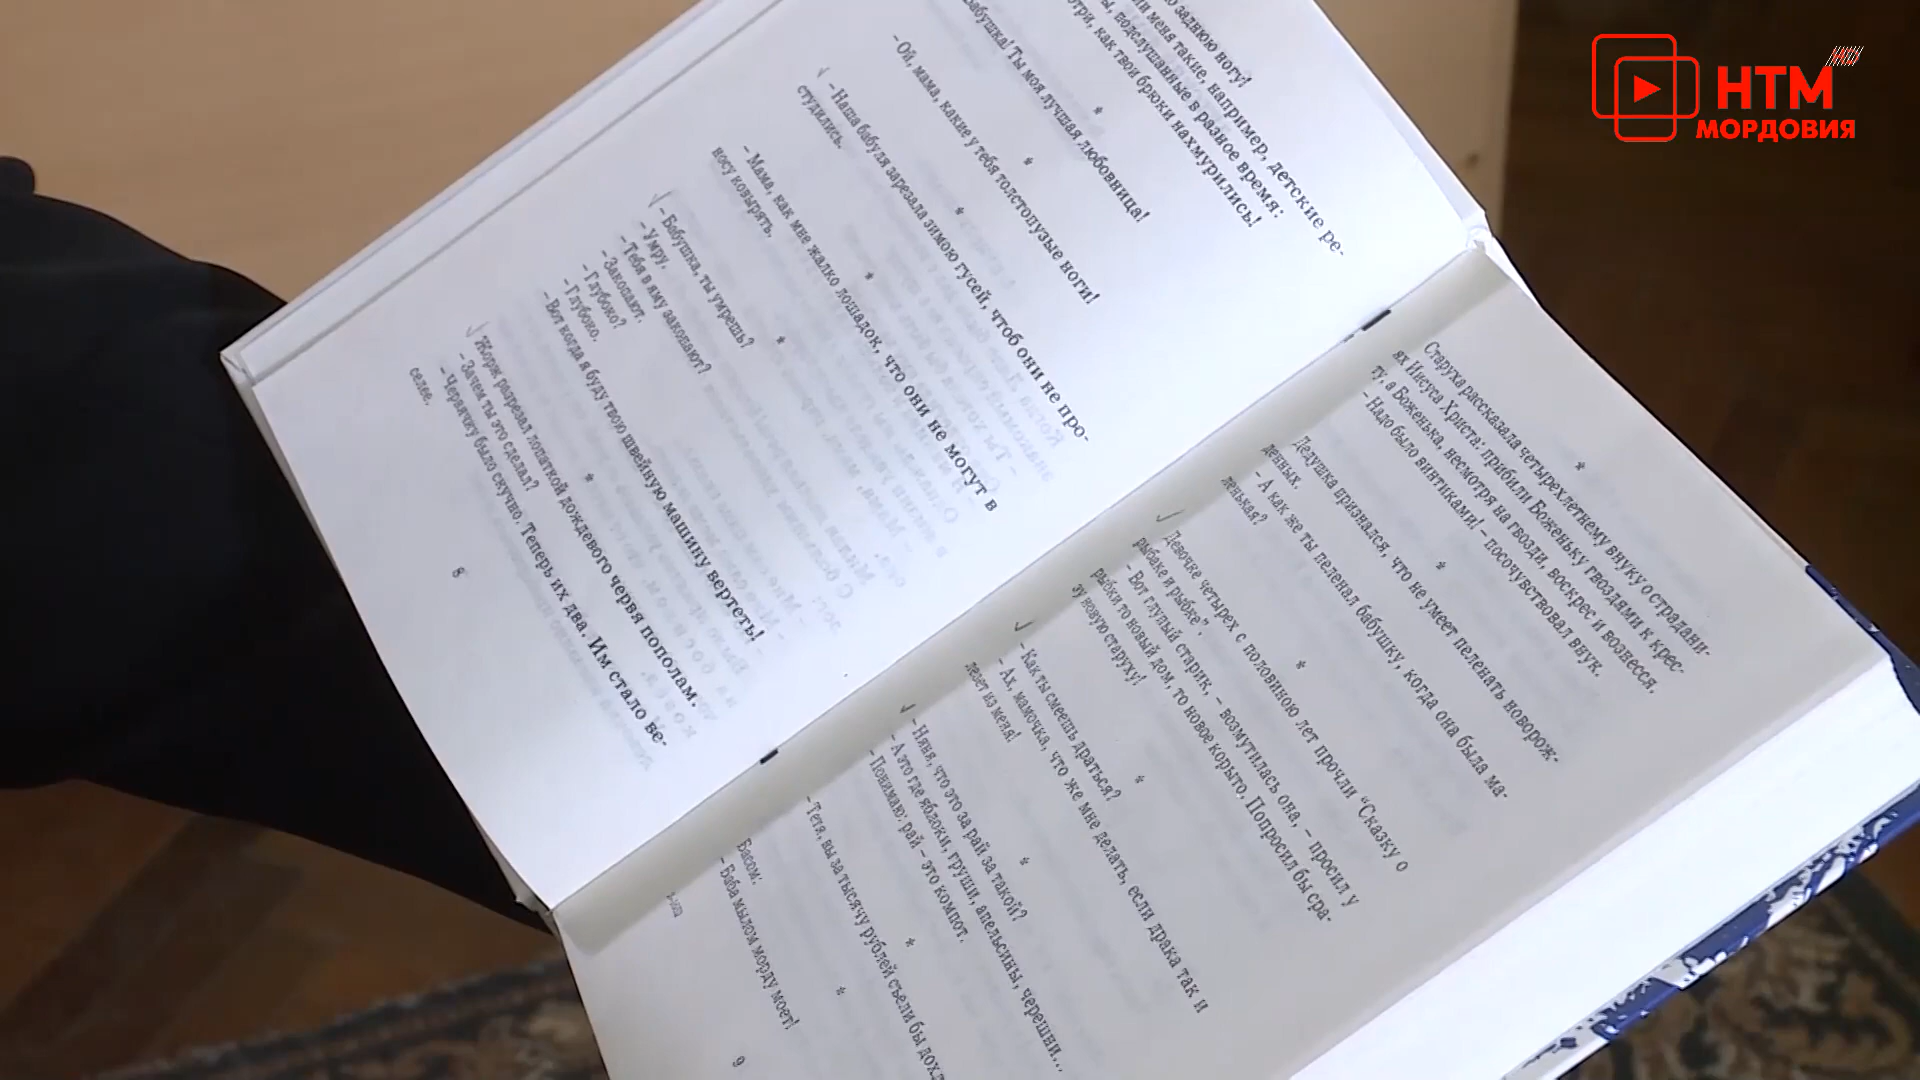 заднюю ногу!
меня такие, например, детские ре-
подслушанные в разное время:
как твои брюки нахмурились!
*
Бабушка! Ты моя лучшая любовница!
*
– Ой, мама, какие у тебя толстопузые ноги!
*
– Наша бабуля зарезала зимою гусей, чтоб они не про-
студились.
*
– Мама, как мне жалко лошадок, что они не могут в
носу ковырять.
*
– Бабушка, ты умрешь?
– Умру.
– Тебя в яму закопают?
– Закопают.
– Глубоко?
– Глубоко.
– Вот когда я буду твою швейную машину вертеть!
*
Жорж разрезал лопаткой дождевого червя пополам.
– Зачем ты это сделал?
– Червячку было скучно. Теперь их два. Им стало ве-
селее.
8
*
Старуха рассказала четырехлетнему внуку о страдани-
ях Иисуса Христа: прибили Боженьку гвоздями к крес-
ту, а Боженька, несмотря на гвозди, воскрес и вознесся.
– Надо было винтиками! – посочувствовал внук.
*
Дедушка признался, что не умеет пеленать новорож-
денных.
– А как же ты пеленал бабушку, когда она была ма-
ленькая?
*
Девочке четырех с половиною лет прочли “Сказку о
рыбаке и рыбке”.
– Вот глупый старик, – возмутилась она, – просил у
рыбки то новый дом, то новое корыто. Попросил бы сра-
зу новую старуху!
*
– Как ты смеешь драться?
– Ах, мамочка, что же мне делать, если драка так и
лезет из меня!
*
– Няня, что это за рай за такой?
– А это где яблоки, груши, апельсины, черешни...
– Понимаю: рай – это компот.
*
– Тетя, вы за тысячу рублей съели бы
*
Басом:
– Баба мылом морду моет!
9
НТМ
МОРДОВИЯ